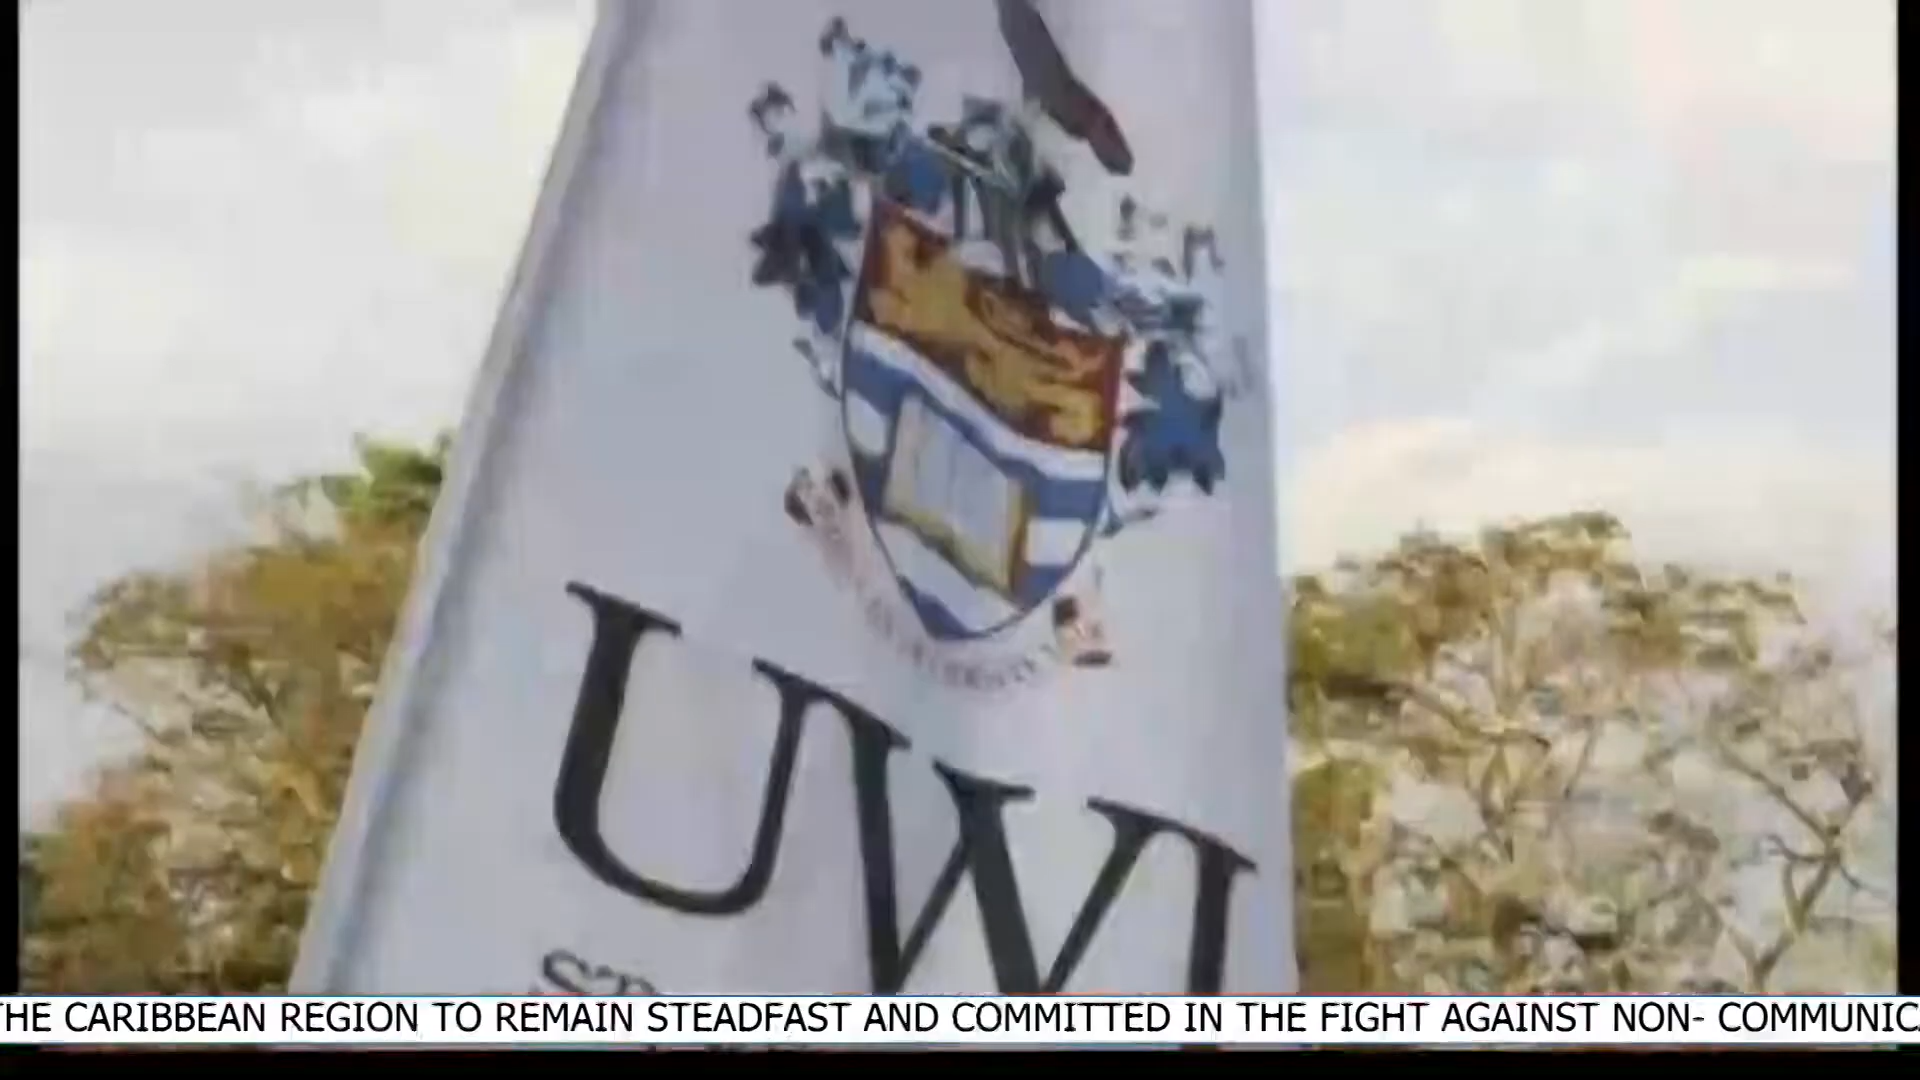 UWI
THE CARIBBEAN REGION TO REMAIN STEADFAST AND COMMITTED IN THE FIGHT AGAINST NON- COMMUNIC